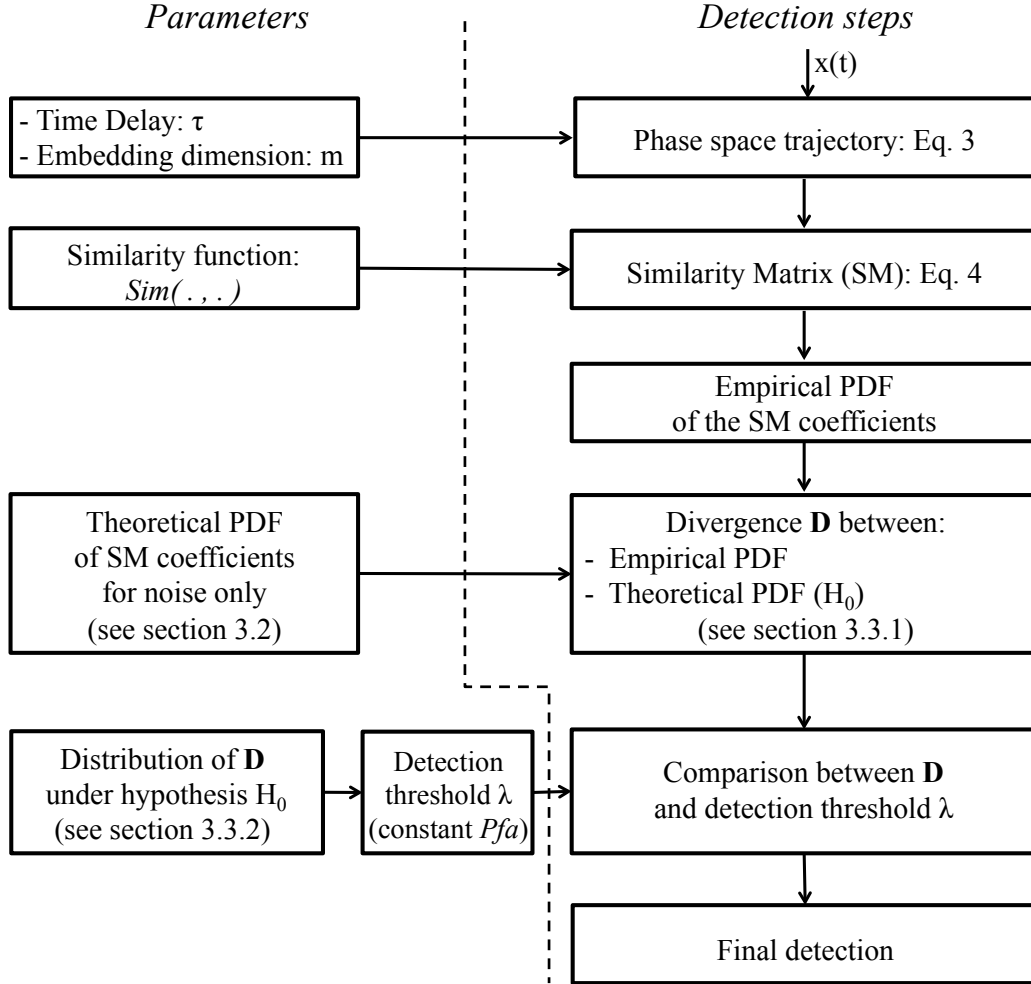 Parameters
Detection steps
x(t)
- Time Delay: τ
- Embedding dimension: m
Phase space trajectory: Eq. 3
Similarity function:
Sim( . , . )
Similarity Matrix (SM): Eq. 4
Empirical PDF
of the SM coefficients
Theoretical PDF
of SM coefficients
for noise only
(see section 3.2)
Divergence D between:
- Empirical PDF
- Theoretical PDF (H₀)
(see section 3.3.1)
Distribution of D
under hypothesis H₀
(see section 3.3.2)
Detection
threshold λ
(constant Pfa)
Comparison between D
and detection threshold λ
Final detection